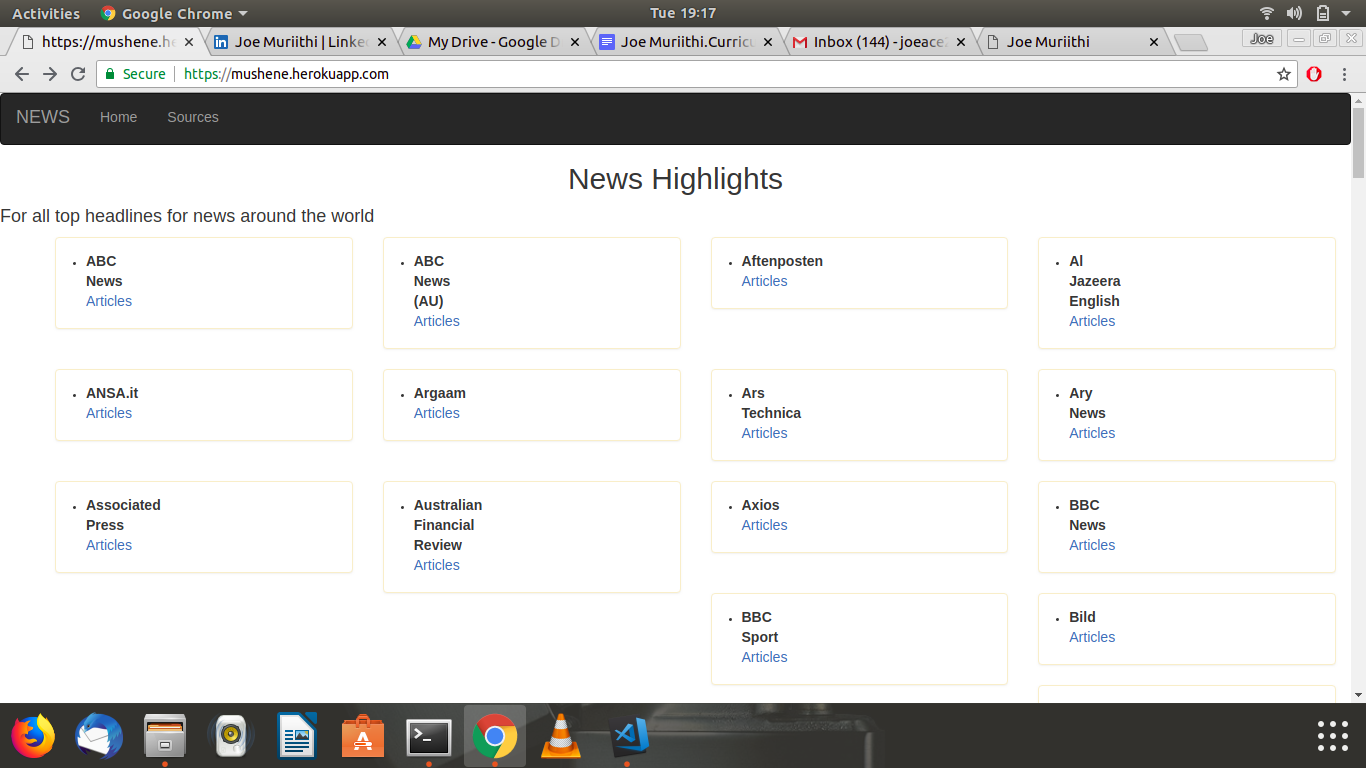 Activities Google Chrome Tue 19:17
https://mushene.he Joe Muriithi | Linke My Drive - Google D Joe Muriithi.Curricu Inbox (144) - joeace Joe Muriithi Joe
Secure https://mushene.herokuapp.com
NEWS Home Sources
News Highlights
For all top headlines for news around the world
ABC
News
Articles
ABC
News
(AU)
Articles
Aftenposten
Articles
Al
Jazeera
English
Articles
ANSA.it
Articles
Argaam
Articles
Ars
Technica
Articles
Ary
News
Articles
Associated
Press
Articles
Australian
Financial
Review
Articles
Axios
Articles
BBC
News
Articles
BBC
Sport
Articles
Bild
Articles